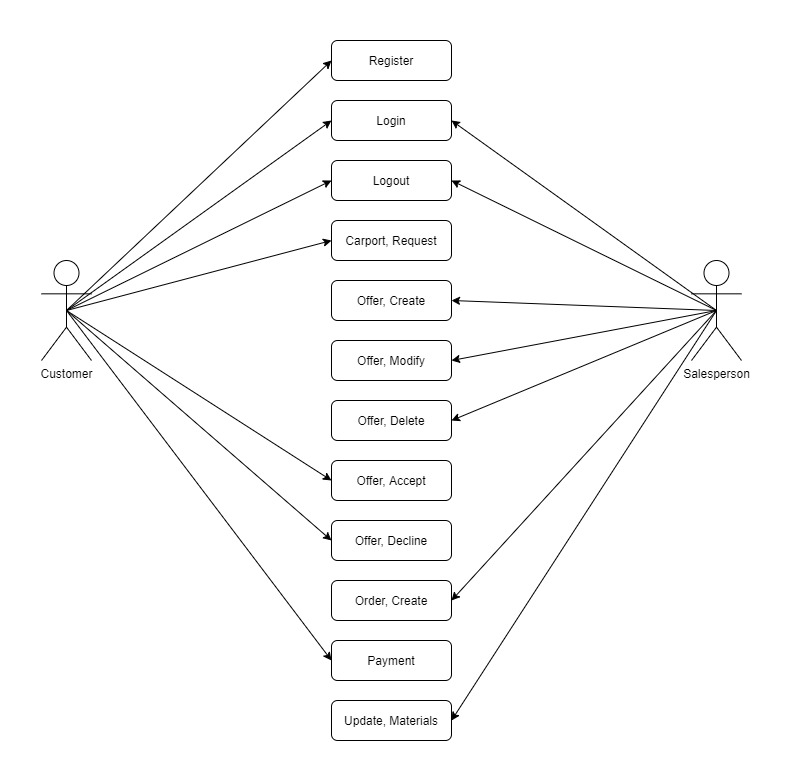 Register
Login
Logout
Carport, Request
Offer, Create
Offer, Modify
Customer
Salesperson
Offer, Delete
Offer, Accept
Offer, Decline
Order, Create
Payment
Update, Materials